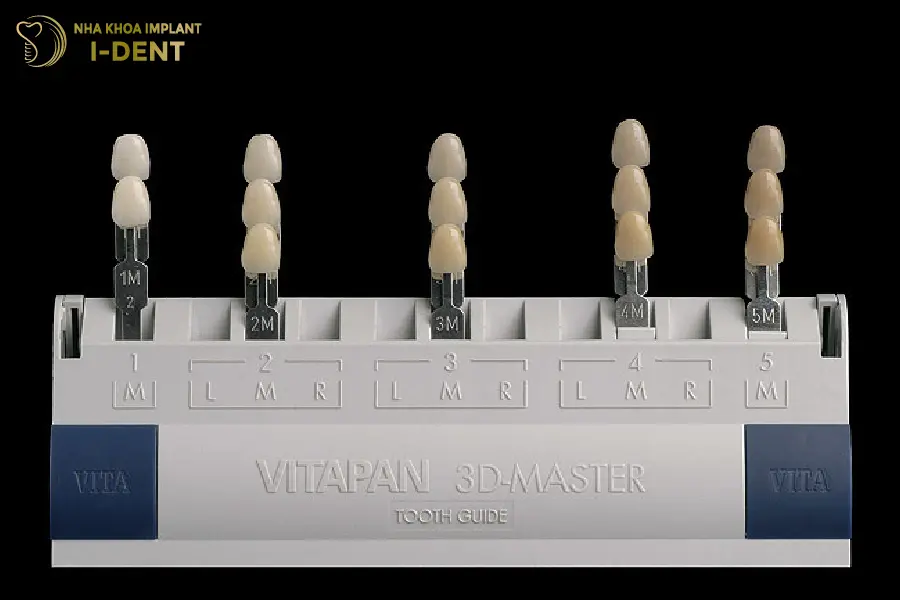 NHA KHOA IMPLANT
I-DENT
1M
2
2M
3M
4M
5M
1 2 3 4 5
M L M R L M R L M R M
VITA VITAPAN 3D-MASTER VITA
TOOTH GUIDE